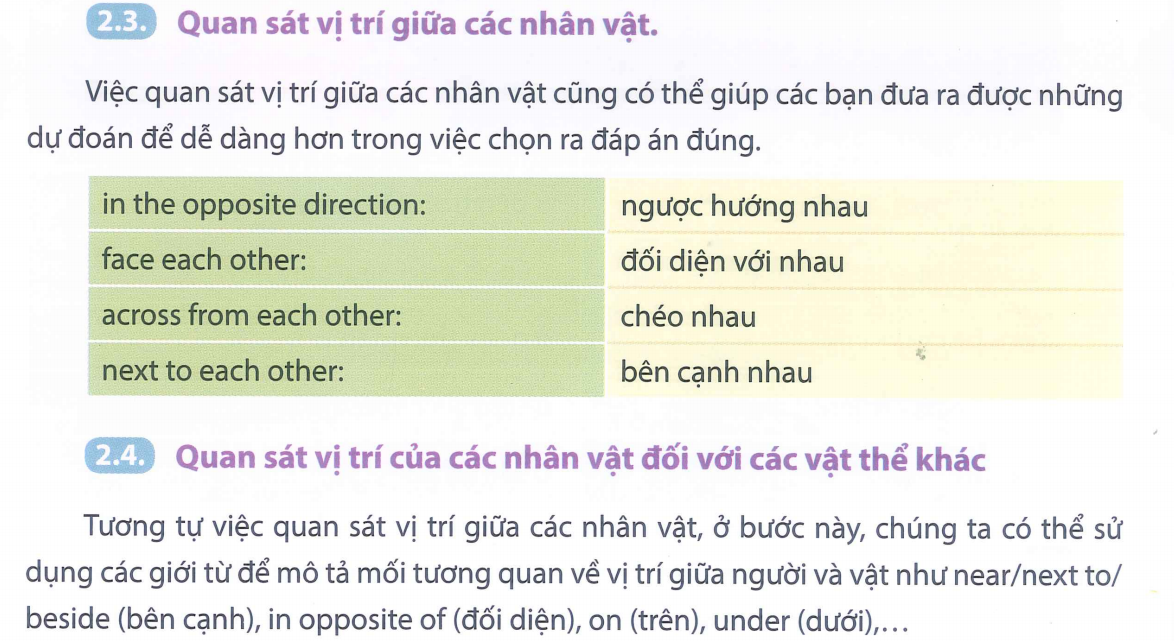 2.3. Quan sát vị trí giữa các nhân vật.
Việc quan sát vị trí giữa các nhân vật cũng có thể giúp các bạn đưa ra được những
dự đoán để dễ dàng hơn trong việc chọn ra đáp án đúng.
in the opposite direction: ngược hướng nhau
face each other: đối diện với nhau
across from each other: chéo nhau
next to each other: bên cạnh nhau
2.4. Quan sát vị trí của các nhân vật đối với các vật thể khác
Tương tự việc quan sát vị trí giữa các nhân vật, ở bước này, chúng ta có thể sử
dụng các giới từ để mô tả mối tương quan về vị trí giữa người và vật như near/next to/
beside (bên cạnh), in opposite of (đối diện), on (trên), under (dưới),...